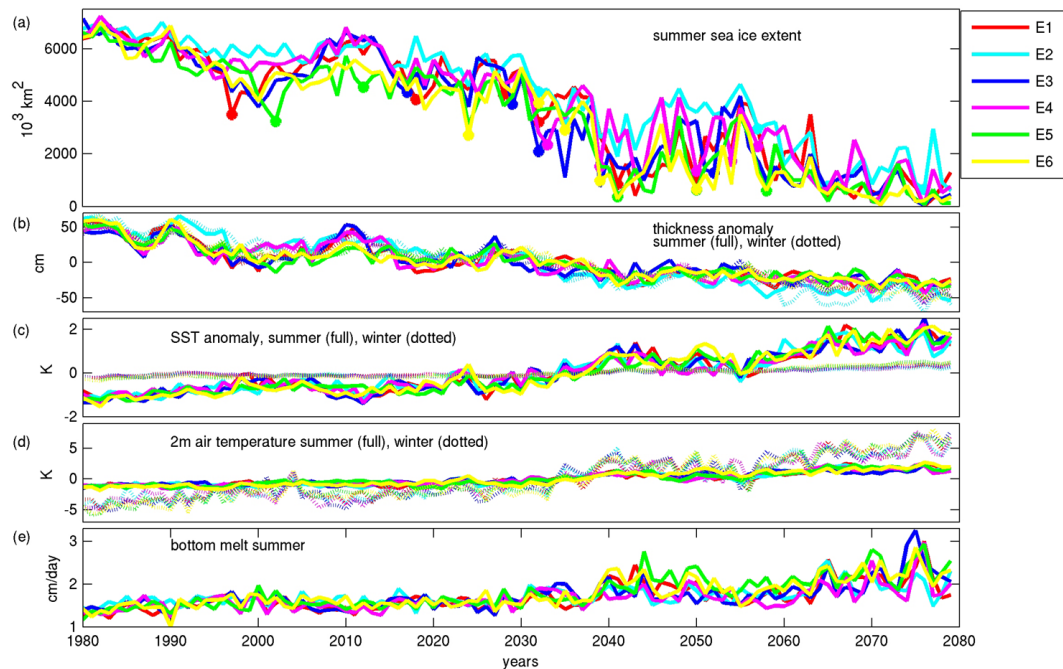 (a)
6000
4000
2000
0
10³ km²
summer sea ice extent
E1
E2
E3
E4
E5
E6
(b)
50
0
-50
cm
thickness anomaly
summer (full), winter (dotted)
(c)
2
0
-2
K
SST anomaly, summer (full), winter (dotted)
(d)
5
0
-5
K
2m air temperature summer (full), winter (dotted)
(e)
3
2
1
cm/day
bottom melt summer
1980 1990 2000 2010 2020 2030 2040 2050 2060 2070 2080
years